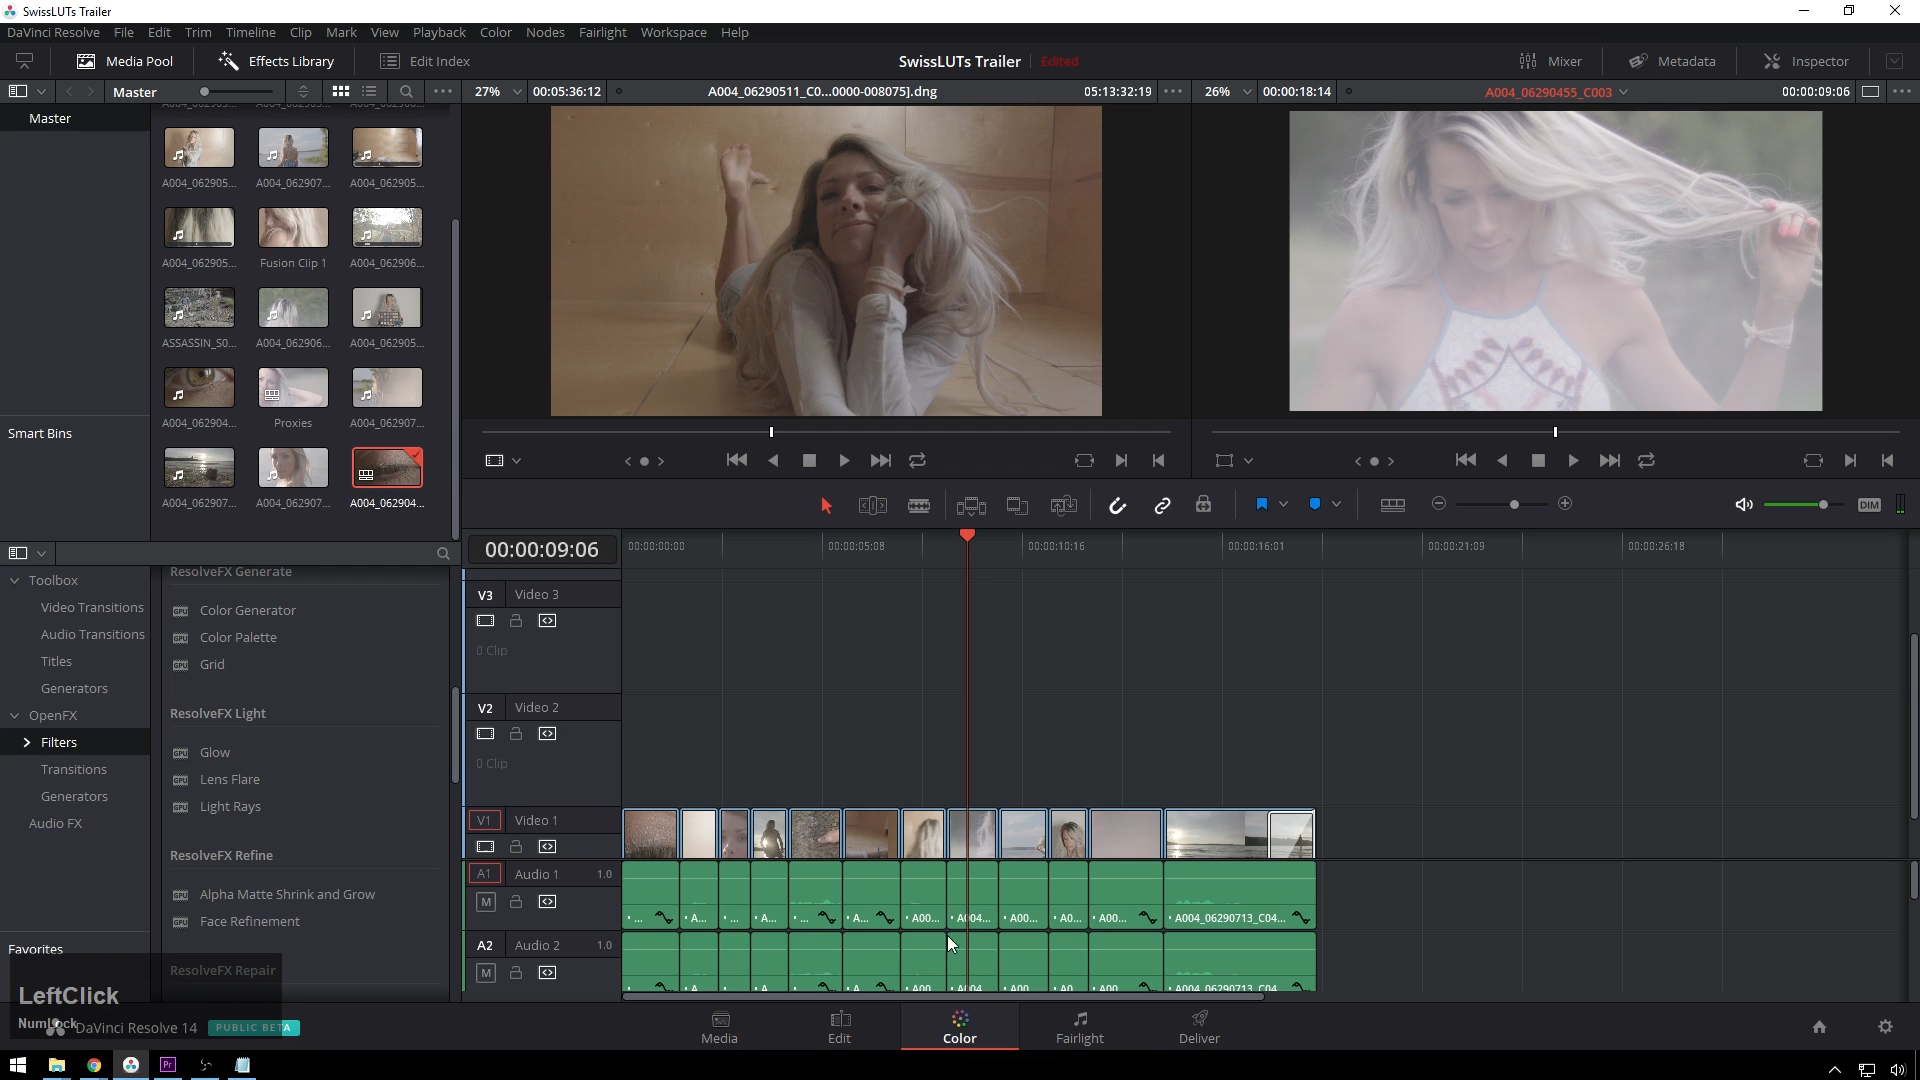 SwissLUTs Trailer
DaVinci Resolve File Edit Trim Timeline Clip Mark View Playback Color Nodes Fairlight Workspace Help
Media Pool Effects Library Edit Index SwissLUTs Trailer Edited Mixer Metadata Inspector
Master 27% 00:05:36:12 A004_06290511_C0...0000-008075].dng 05:13:32:19 26% 00:00:18:14 A004_06290455_C003 00:00:09:06
Master
A004_062905... A004_062907... A004_062905...
A004_062905... Fusion Clip 1 A004_062906...
ASSASSIN_S0... A004_062906... A004_062905...
A004_062904... Proxies A004_062907...
Smart Bins
A004_062907... A004_062907... A004_062904...
DIM
00:00:09:06 00:00:00:00 00:00:05:08 00:00:10:16 00:00:16:01 00:00:21:09 00:00:26:18
Toolbox
Video Transitions
Audio Transitions
Titles
Generators
OpenFX
Filters
Transitions
Generators
Audio FX
Favorites
ResolveFX Generate
Color Generator
Color Palette
Grid
ResolveFX Light
Glow
Lens Flare
Light Rays
ResolveFX Refine
Alpha Matte Shrink and Grow
Face Refinement
ResolveFX Repair
V3 Video 3
0 Clip
V2 Video 2
0 Clip
V1 Video 1
A1 Audio 1 1.0
M
... A... ... A... ... A... A00... A004... A00... A0... A00... A004_06290713_C04...
A2 Audio 2 1.0
M
LeftClick
NumLock
DaVinci Resolve 14 PUBLIC BETA
Media Edit Color Fairlight Deliver
Pr